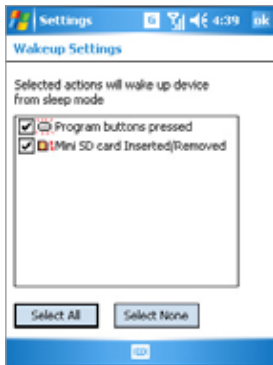 Settings
G
4:39
ok
Wakeup Settings
Selected actions will wake up device
from sleep mode
Program buttons pressed
Mini SD card Inserted/Removed
Select All
Select None